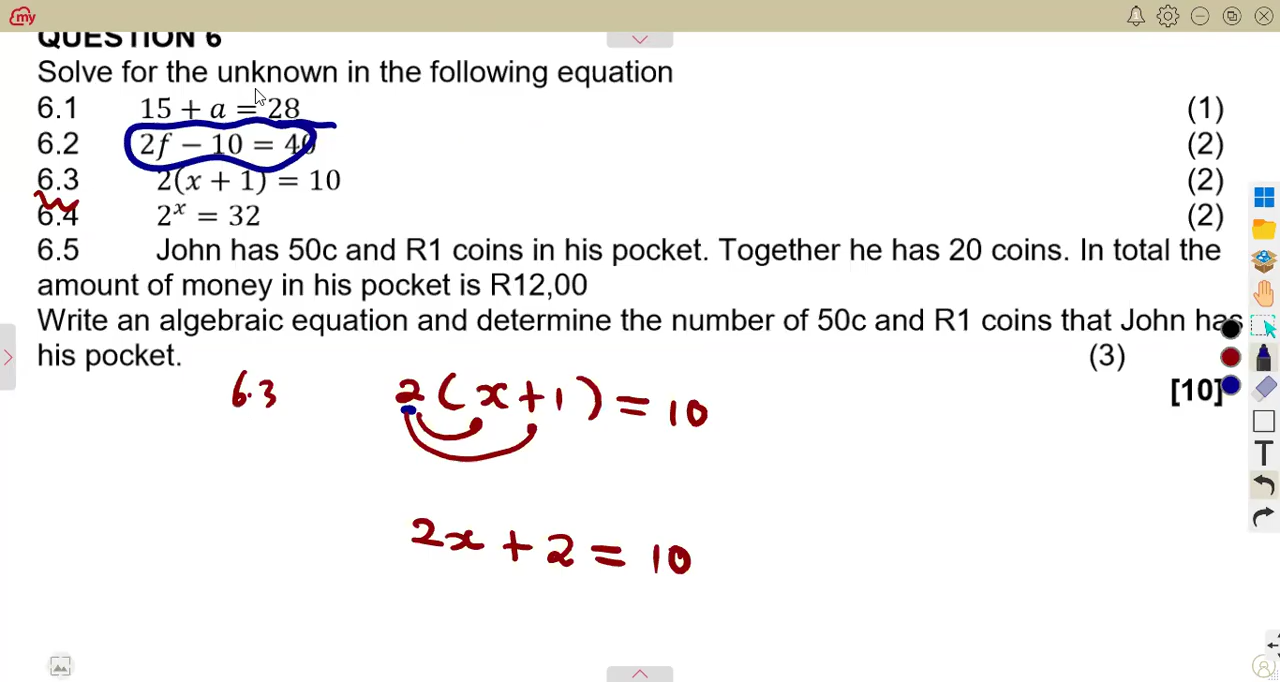 my
QUESTION 6
Solve for the unknown in the following equation
6.1 15 + a = 28 (1)
6.2 2f − 10 = 40 (2)
6.3 2(x + 1) = 10 (2)
6.4 2ˣ = 32 (2)
6.5 John has 50c and R1 coins in his pocket. Together he has 20 coins. In total the
amount of money in his pocket is R12,00
Write an algebraic equation and determine the number of 50c and R1 coins that John has
his pocket. (3)
6.3 2(x+1) = 10
[10]
2x + 2 = 10
T